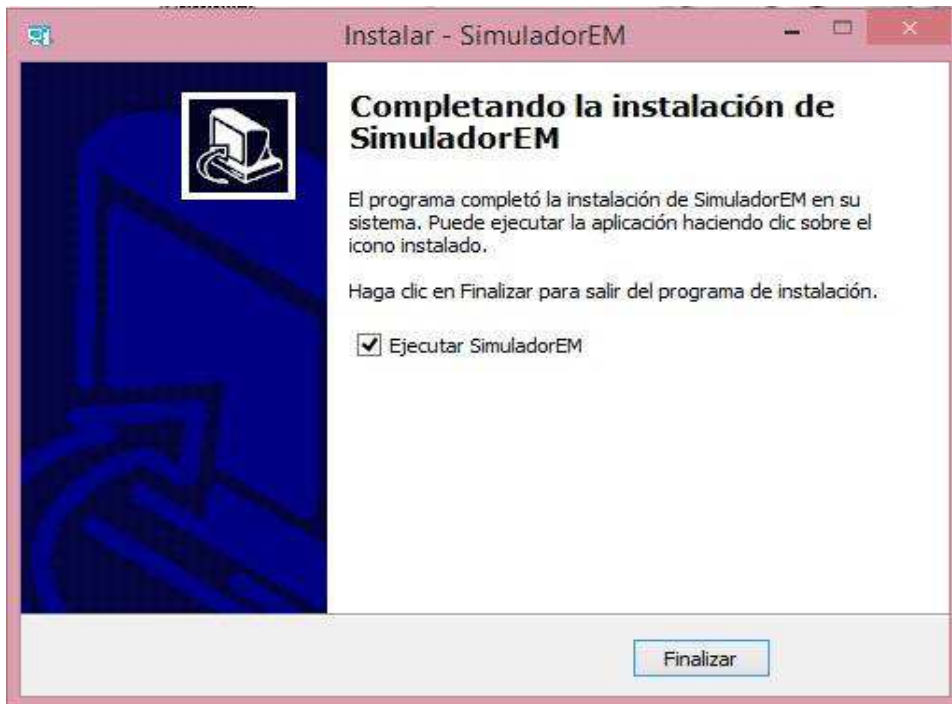 Instalar - SimuladorEM
Completando la instalación de
SimuladorEM
El programa completó la instalación de SimuladorEM en su
sistema. Puede ejecutar la aplicación haciendo clic sobre el
icono instalado.
Haga clic en Finalizar para salir del programa de instalación.
Ejecutar SimuladorEM
Finalizar